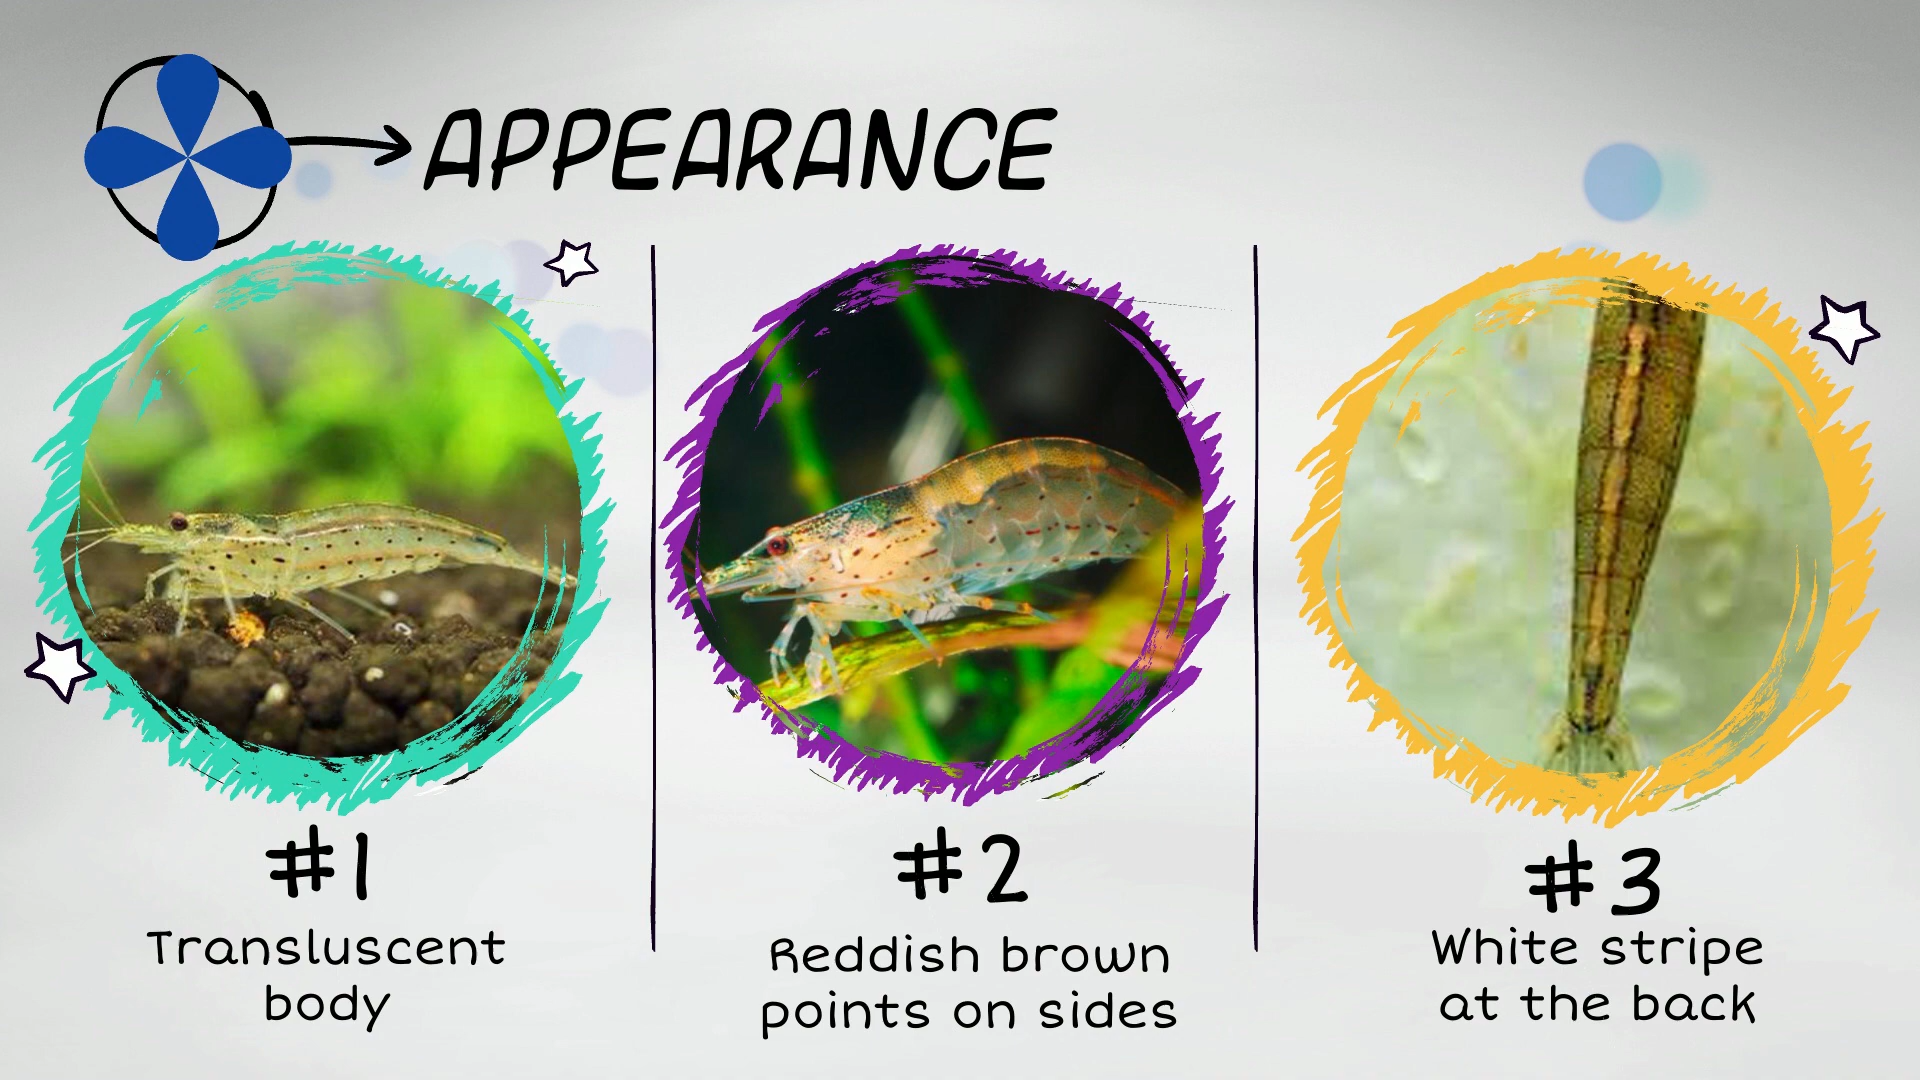 APPEARANCE
#1
Transluscent
body
#2
Reddish brown
points on sides
#3
White stripe
at the back